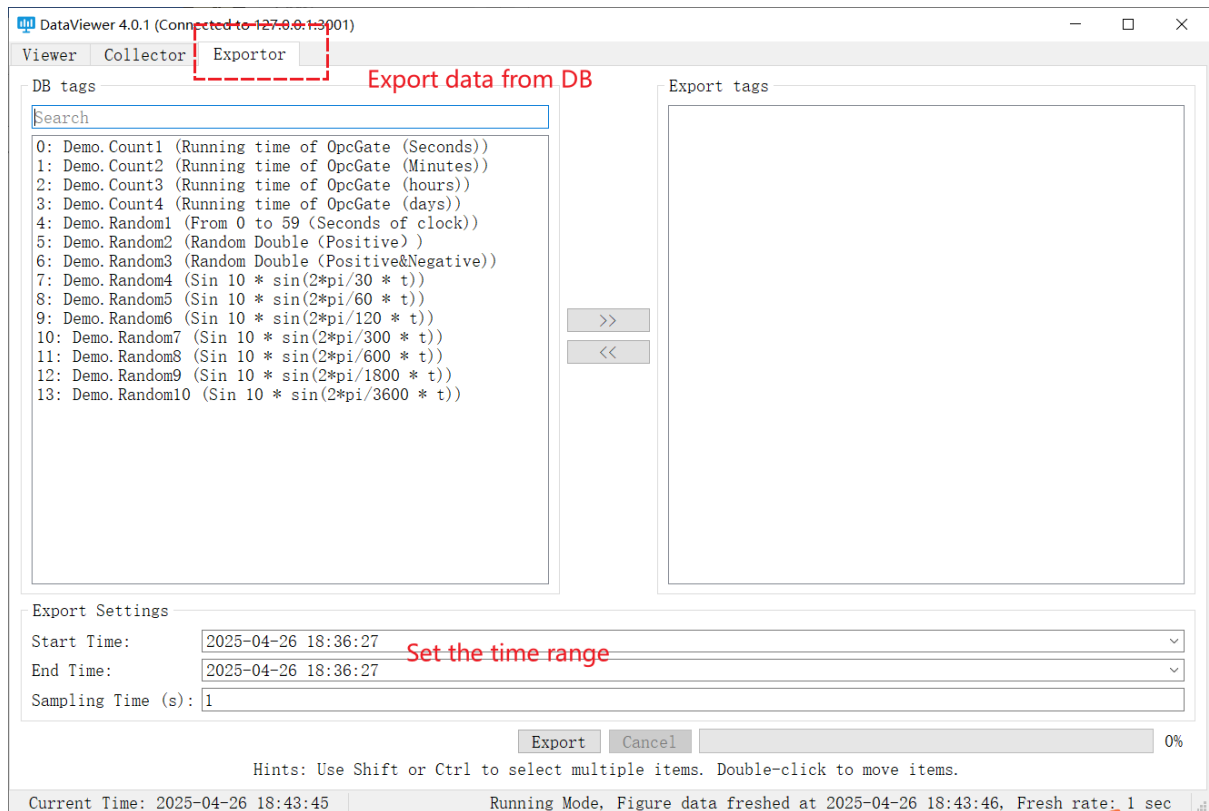 DataViewer 4.0.1 (Connected to 127.0.0.1:3001)
Viewer Collector Exportor
Export data from DB
DB tags
Search
0: Demo.Count1 (Running time of OpcGate (Seconds))
1: Demo.Count2 (Running time of OpcGate (Minutes))
2: Demo.Count3 (Running time of OpcGate (hours))
3: Demo.Count4 (Running time of OpcGate (days))
4: Demo.Random1 (From 0 to 59 (Seconds of clock))
5: Demo.Random2 (Random Double (Positive) )
6: Demo.Random3 (Random Double (Positive&Negative))
7: Demo.Random4 (Sin 10 * sin(2*pi/30 * t))
8: Demo.Random5 (Sin 10 * sin(2*pi/60 * t))
9: Demo.Random6 (Sin 10 * sin(2*pi/120 * t))
10: Demo.Random7 (Sin 10 * sin(2*pi/300 * t))
11: Demo.Random8 (Sin 10 * sin(2*pi/600 * t))
12: Demo.Random9 (Sin 10 * sin(2*pi/1800 * t))
13: Demo.Random10 (Sin 10 * sin(2*pi/3600 * t))
>>
<<
Export tags
Export Settings
Start Time: 2025-04-26 18:36:27
Set the time range
End Time: 2025-04-26 18:36:27
Sampling Time (s): 1
Export Cancel 0%
Hints: Use Shift or Ctrl to select multiple items. Double-click to move items.
Current Time: 2025-04-26 18:43:45 Running Mode, Figure data freshed at 2025-04-26 18:43:46, Fresh rate: 1 sec